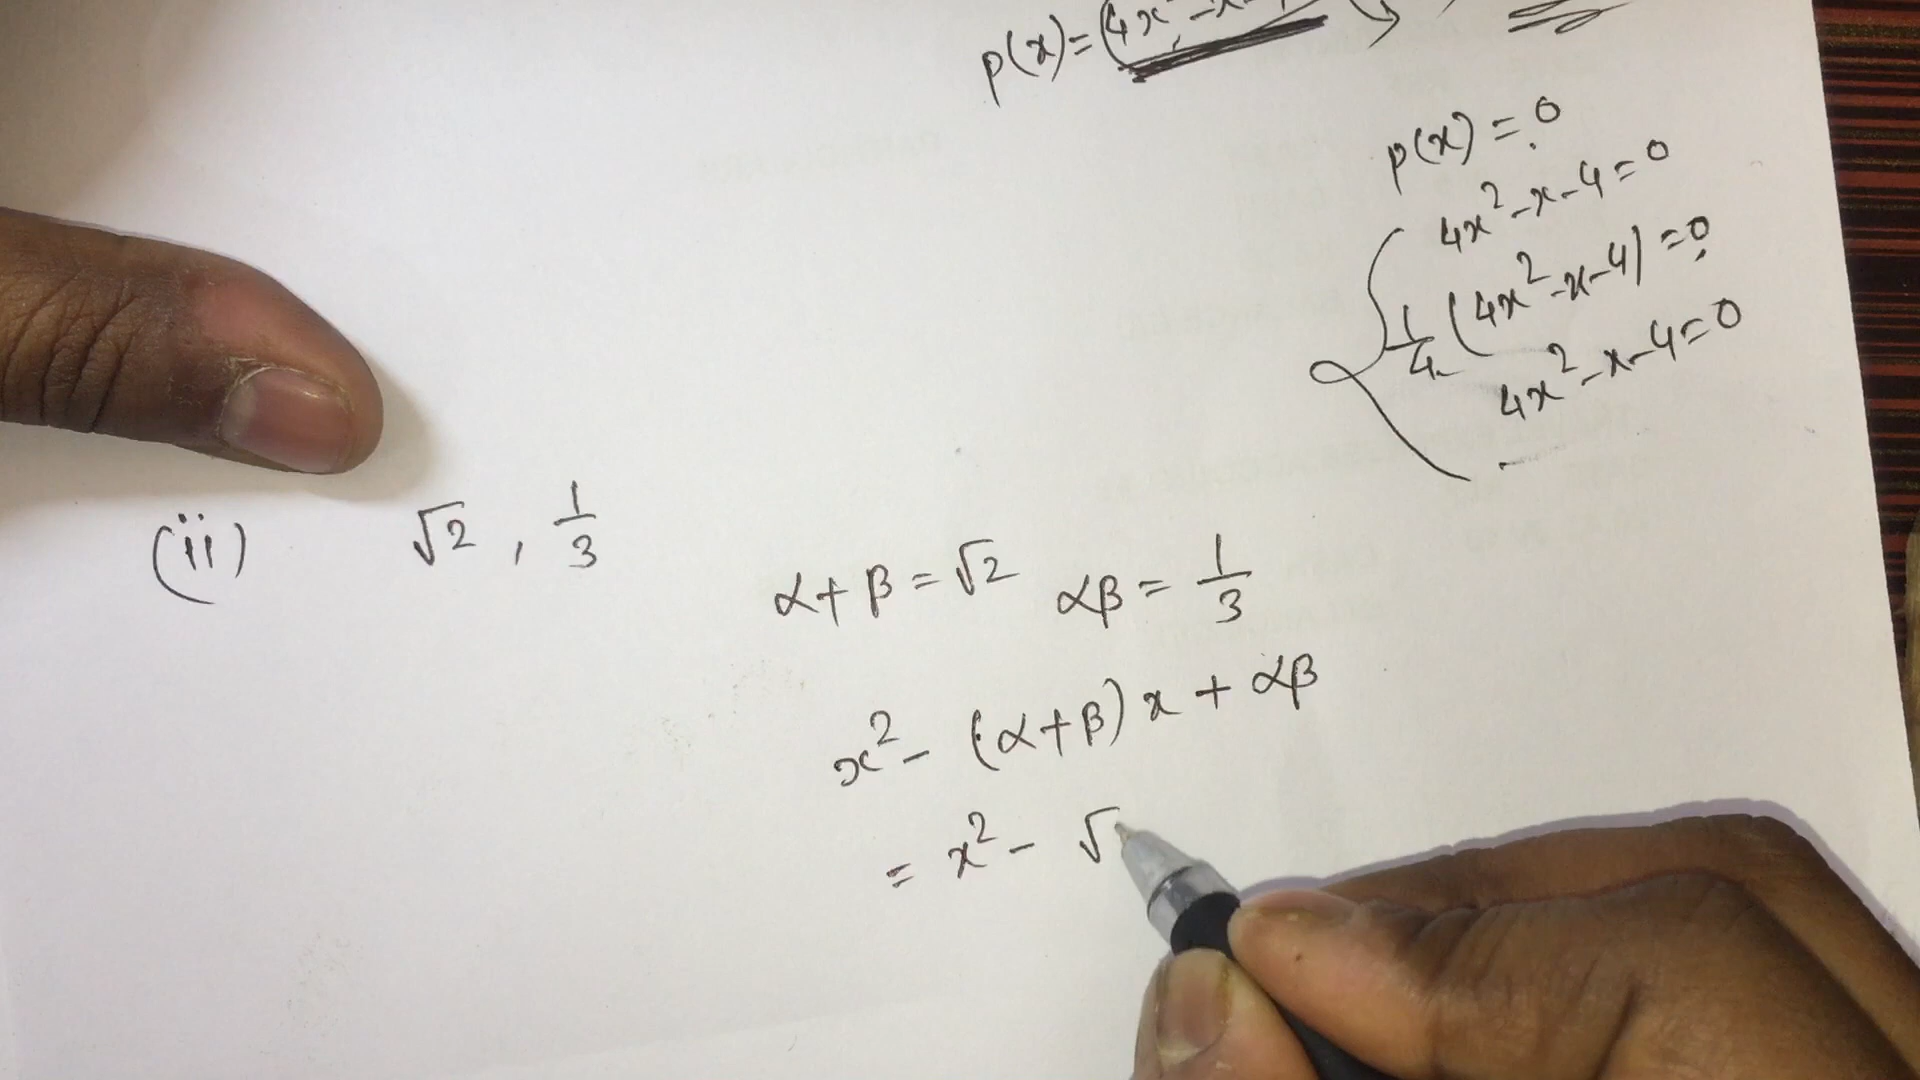 p(x)=(4x²-x-
p(x) = 0
4x²-x-4=0
1/4 (4x²-x-4)=0
4x²-x-4=0
(ii) √2 , 1/3
α+β=√2 αβ= 1/3
x²- (α+β)x + αβ
= x²- √